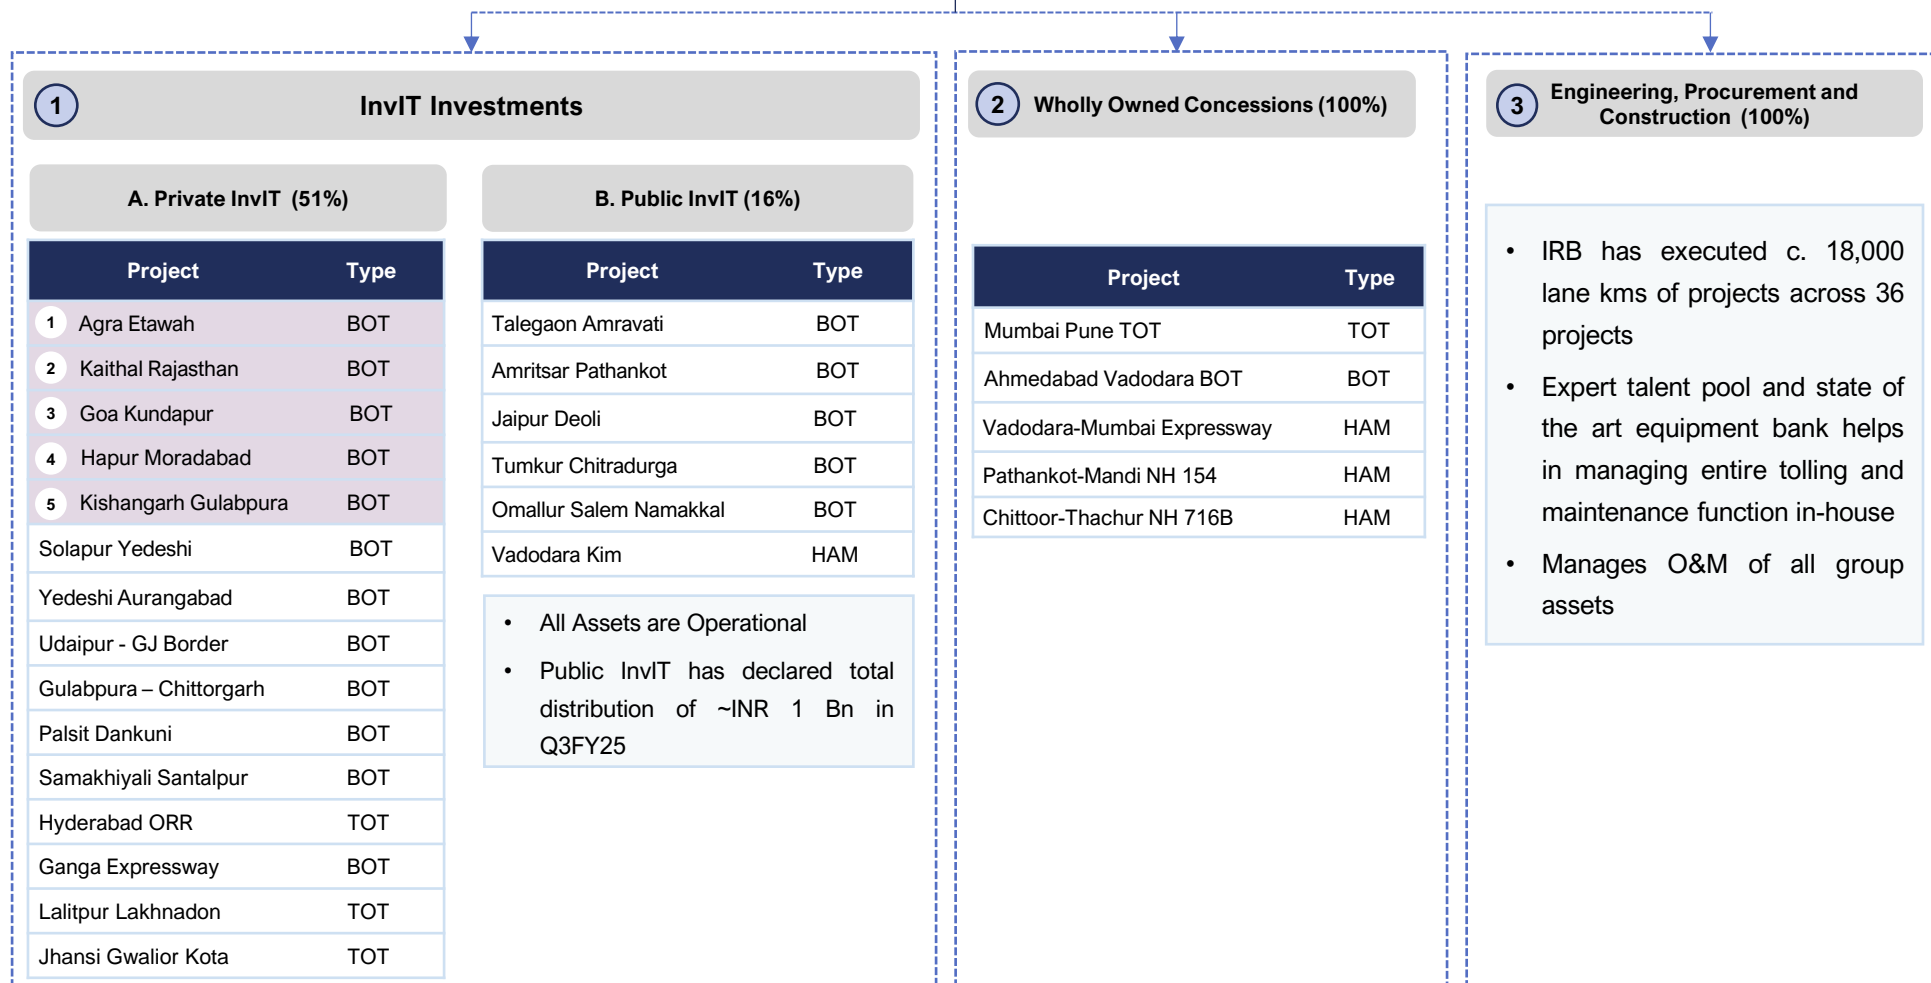 1
InvIT Investments
A. Private InvIT (51%)
Project Type
1 Agra Etawah BOT
2 Kaithal Rajasthan BOT
3 Goa Kundapur BOT
4 Hapur Moradabad BOT
5 Kishangarh Gulabpura BOT
Solapur Yedeshi BOT
Yedeshi Aurangabad BOT
Udaipur - GJ Border BOT
Gulabpura – Chittorgarh BOT
Palsit Dankuni BOT
Samakhiyali Santalpur BOT
Hyderabad ORR TOT
Ganga Expressway BOT
Lalitpur Lakhnadon TOT
Jhansi Gwalior Kota TOT
B. Public InvIT (16%)
Project Type
Talegaon Amravati BOT
Amritsar Pathankot BOT
Jaipur Deoli BOT
Tumkur Chitradurga BOT
Omallur Salem Namakkal BOT
Vadodara Kim HAM
• All Assets are Operational
• Public InvIT has declared total
distribution of ~INR 1 Bn in
Q3FY25
2
Wholly Owned Concessions (100%)
Project Type
Mumbai Pune TOT TOT
Ahmedabad Vadodara BOT BOT
Vadodara-Mumbai Expressway HAM
Pathankot-Mandi NH 154 HAM
Chittoor-Thachur NH 716B HAM
3
Engineering, Procurement and
Construction (100%)
• IRB has executed c. 18,000
lane kms of projects across 36
projects
• Expert talent pool and state of
the art equipment bank helps
in managing entire tolling and
maintenance function in-house
• Manages O&M of all group
assets